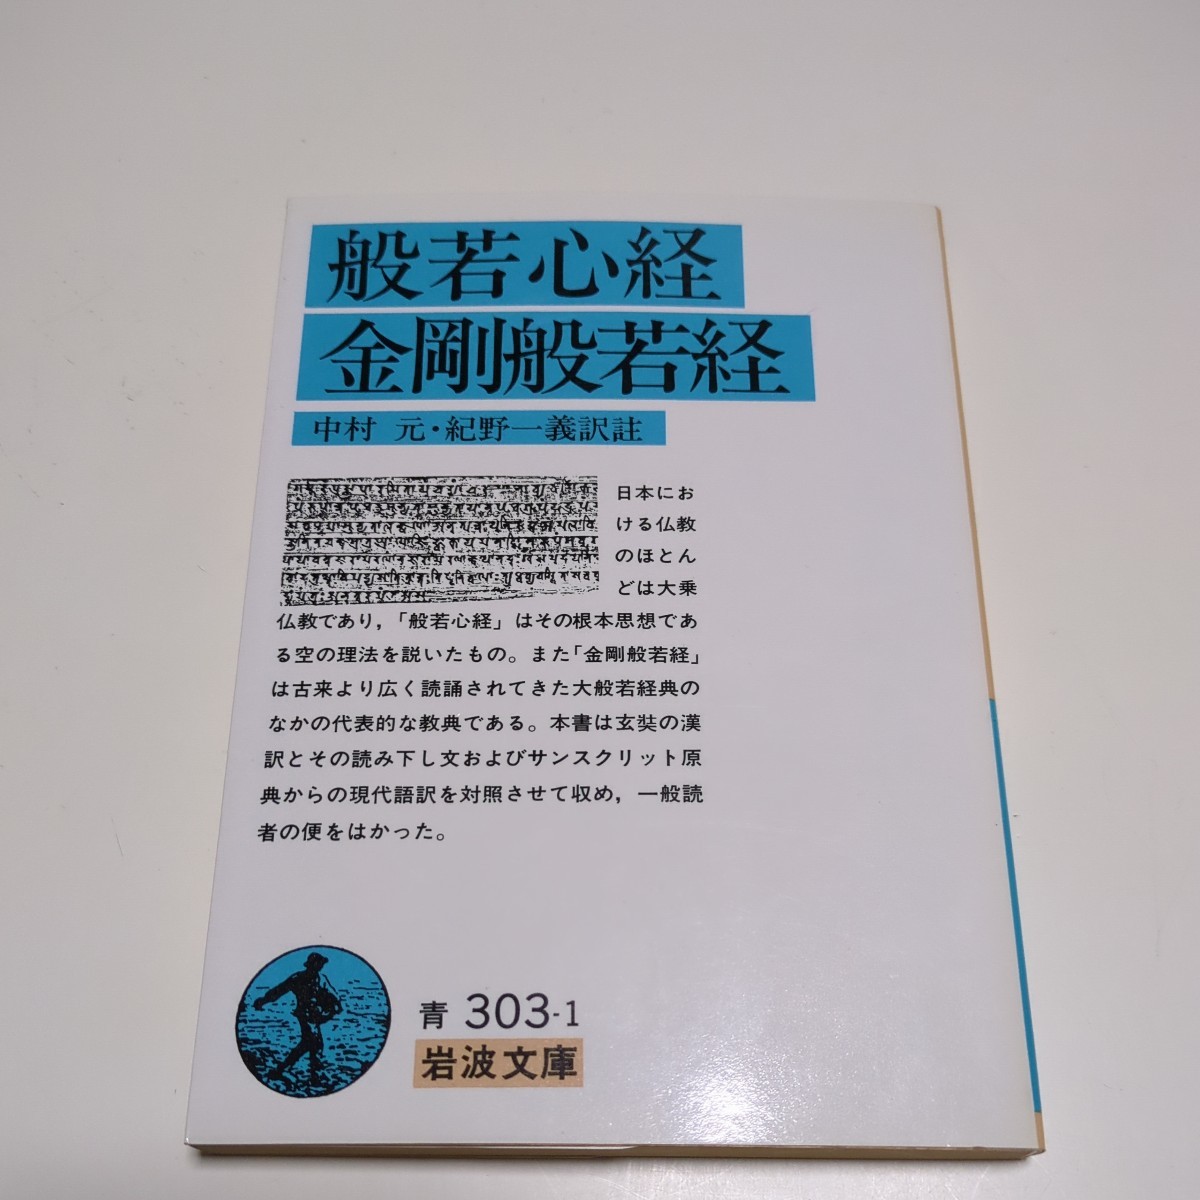 般若心経
金剛般若経
中村 元・紀野一義訳註
日本にお
ける仏教
のほとん
どは大乗
仏教であり，「般若心経」はその根本思想であ
る空の理法を説いたもの。また「金剛般若経」
は古来より広く読誦されてきた大般若経典の
なかの代表的な教典である。本書は玄奘の漢
訳とその読み下し文およびサンスクリット原
典からの現代語訳を対照させて収め，一般読
者の便をはかった。
青 303-1
岩波文庫